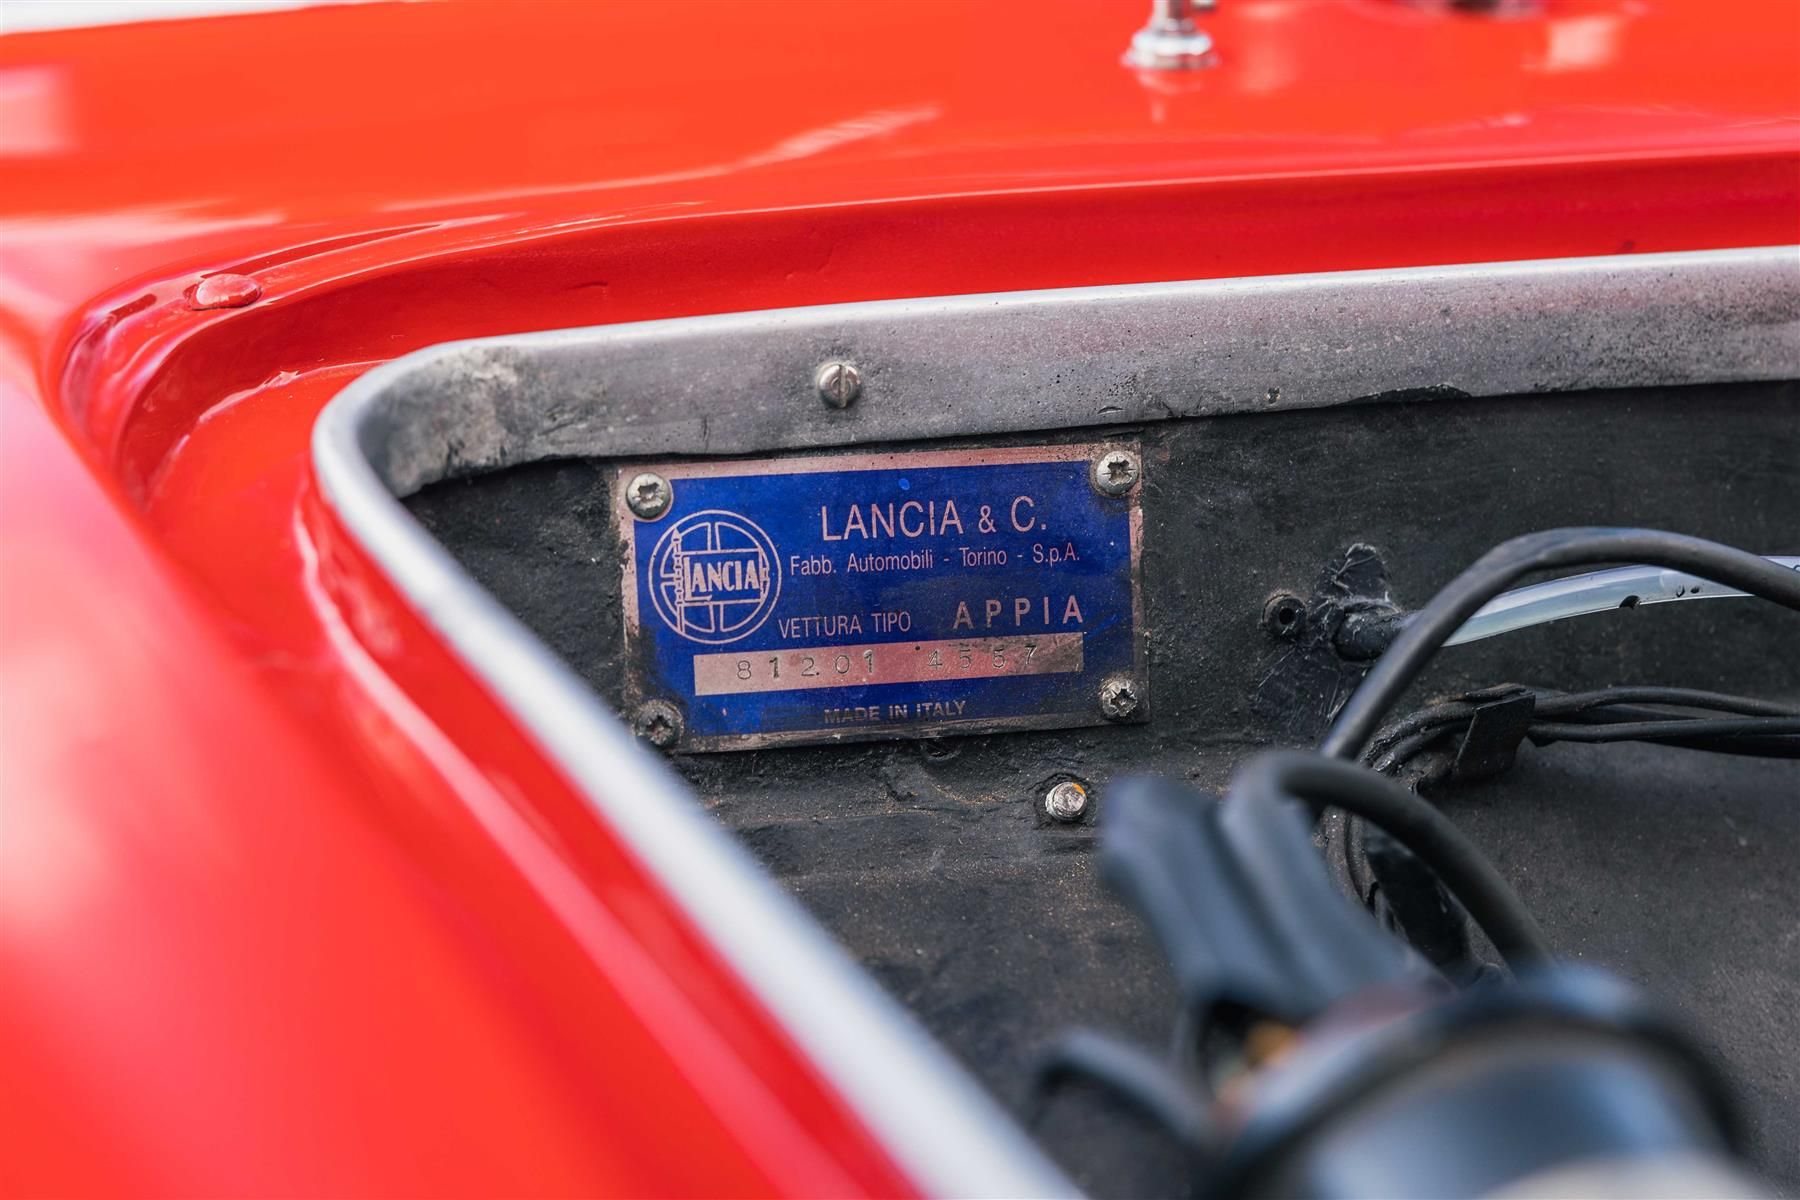 LANCIA & C.
Fabb. Automobili - Torino - S.p.A.
LANCIA
VETTURA TIPO APPIA
81201 4557
MADE IN ITALY